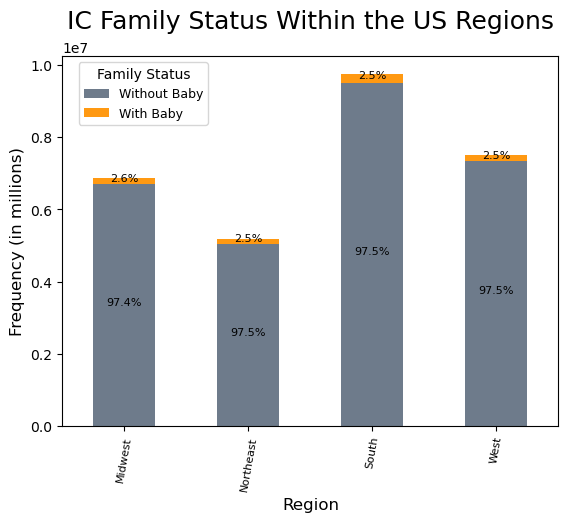 IC Family Status Within the US Regions
1e7
1.0
0.8
0.6
0.4
0.2
0.0
Frequency (in millions)
Family Status
Without Baby
With Baby
2.6%
97.4%
2.5%
97.5%
2.5%
97.5%
2.5%
97.5%
Midwest
Northeast
South
West
Region